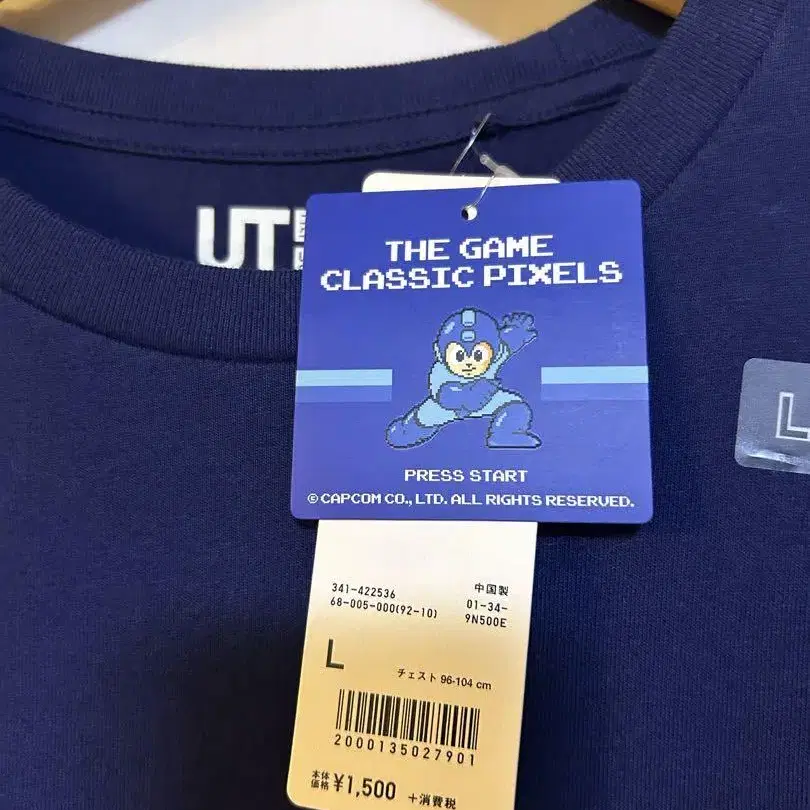 UT
THE GAME
CLASSIC PIXELS
PRESS START
© CAPCOM CO., LTD. ALL RIGHTS RESERVED.
L
341-422536
68-005-000(92-10)
中国製
01-34-
9N500E
L
チェスト 96-104 cm
2000135027901
本体
価格 ¥1,500 +消費税